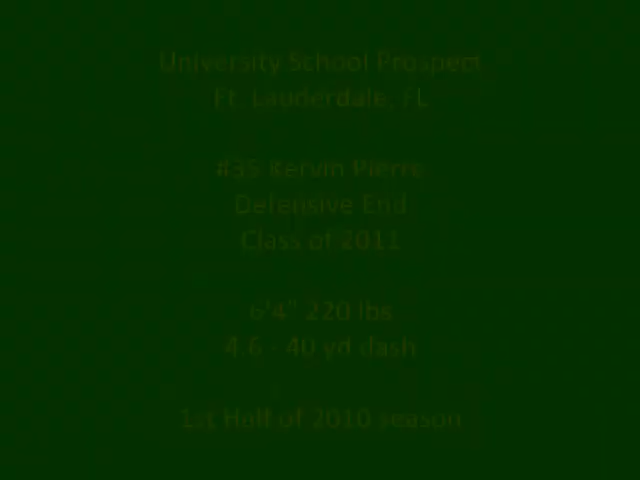 University School Prospect
Ft. Lauderdale, FL
#35 Kervin Pierre
Defensive End
Class of 2011
6'4" 220 lbs
4.6 - 40 yd dash
1st Half of 2010 season